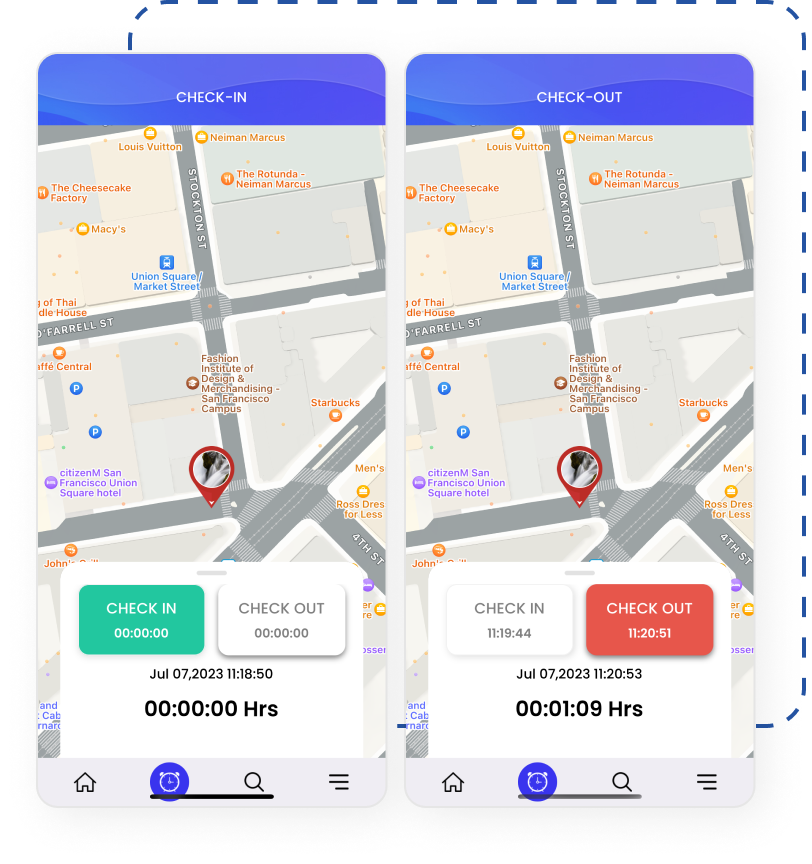 CHECK-IN
Louis Vuitton
Neiman Marcus
The Rotunda -
Neiman Marcus
The Cheesecake
Factory
STOCKTON ST
Macy's
Union Square/
Market Street
g of Thai
dle House
O'FARRELL ST
affé Central
Fashion
Institute of
Design &
Merchandising -
San Francisco
Campus
Starbucks
P
P
citizenM San
Francisco Union
Square hotel
Men's
Ross Dres
for Less
4TH ST
John's Grill
CHECK IN
00:00:00
CHECK OUT
00:00:00
Jul 07,2023 11:18:50
00:00:00 Hrs
CHECK-OUT
Louis Vuitton
Neiman Marcus
The Rotunda -
Neiman Marcus
The Cheesecake
Factory
STOCKTON ST
Macy's
Union Square/
Market Street
g of Thai
dle House
O'FARRELL ST
affé Central
Fashion
Institute of
Design &
Merchandising -
San Francisco
Campus
Starbucks
P
P
citizenM San
Francisco Union
Square hotel
Men's
Ross Dres
for Less
4TH ST
John's Grill
CHECK IN
11:19:44
CHECK OUT
11:20:51
Jul 07,2023 11:20:53
00:01:09 Hrs